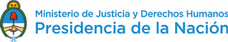 Ministerio de Justicia y Derechos Humanos
Presidencia de la Nación